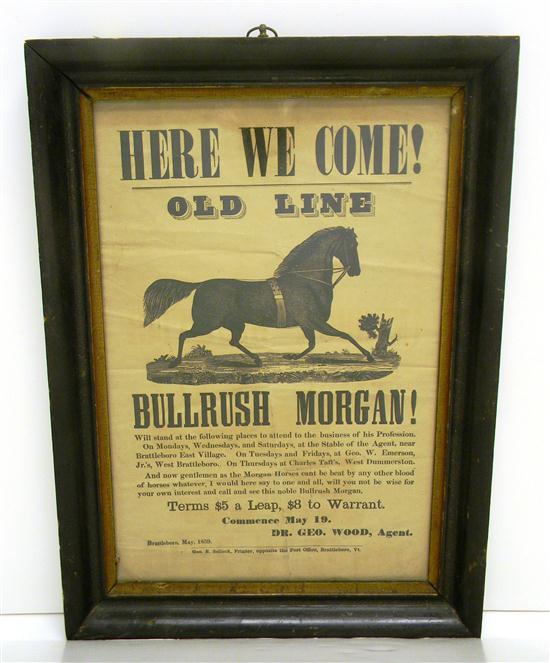 HERE WE COME!
OLD LINE
BULLRUSH MORGAN!
Will stand at the following places to attend to the business of his Profession.
On Mondays, Wednesdays, and Saturdays, at the Stable of the Agent, near
Brattleboro East Village. On Tuesdays and Fridays, at Geo. W. Emerson,
Jr.'s, West Brattleboro. On Thursdays at Charles Taft's, West Dummerston.
And now gentlemen as the Morgan Horses cant be beat by any other blood
of horses whatever, I would here say to one and all, will you not be wise for
your own interest and call and see this noble Bullrush Morgan.
Terms $5 a Leap, $8 to Warrant.
Commence May 19.
DR. GEO. WOOD, Agent.
Brattleboro, May, 1859.
Geo. E. Selleck, Printer, opposite the Post Office, Brattleboro, Vt.